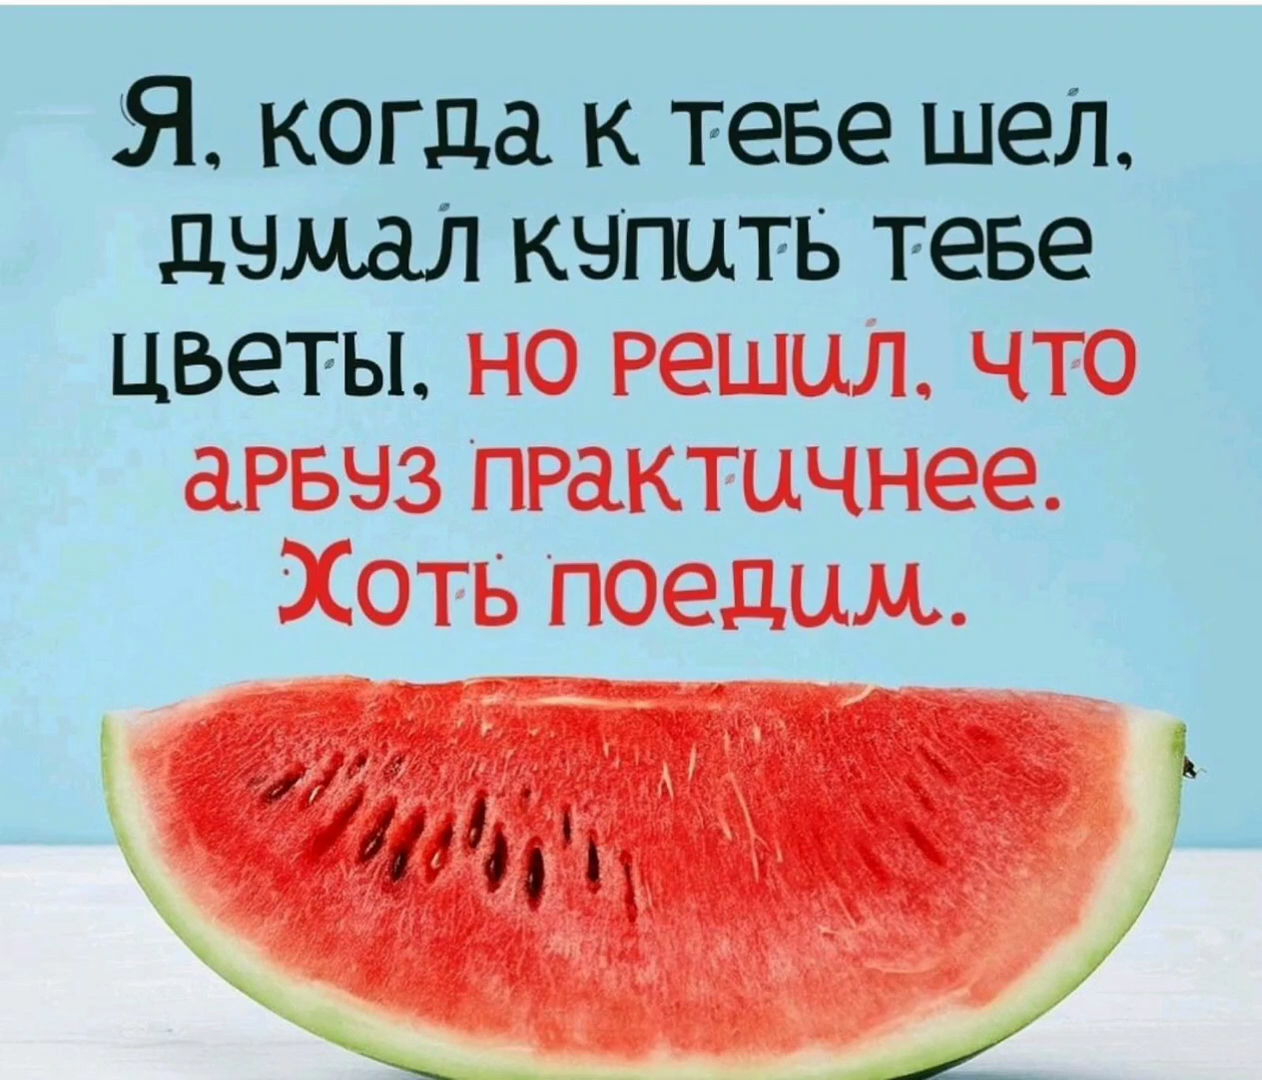 Я, когда к тебе шел,
думал купить тебе
цветы, но решил, что
арбуз практичнее.
Хоть поедим.